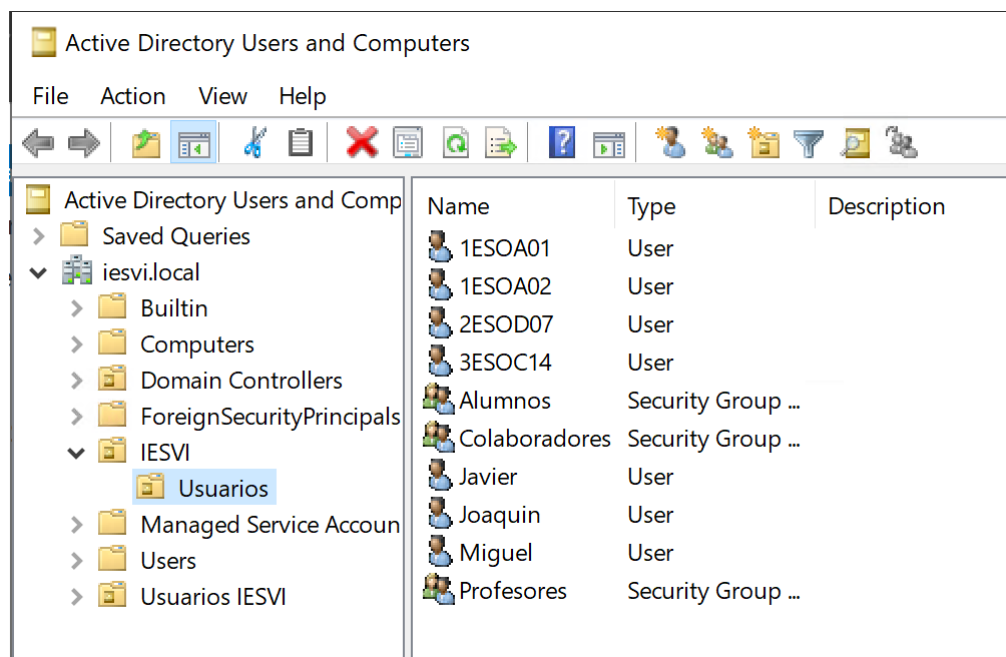 Active Directory Users and Computers
File Action View Help
Active Directory Users and Comp
Saved Queries
iesvi.local
Builtin
Computers
Domain Controllers
ForeignSecurityPrincipals
IESVI
Usuarios
Managed Service Accoun
Users
Usuarios IESVI
Name Type Description
1ESOA01 User
1ESOA02 User
2ESOD07 User
3ESOC14 User
Alumnos Security Group ...
Colaboradores Security Group ...
Javier User
Joaquin User
Miguel User
Profesores Security Group ...